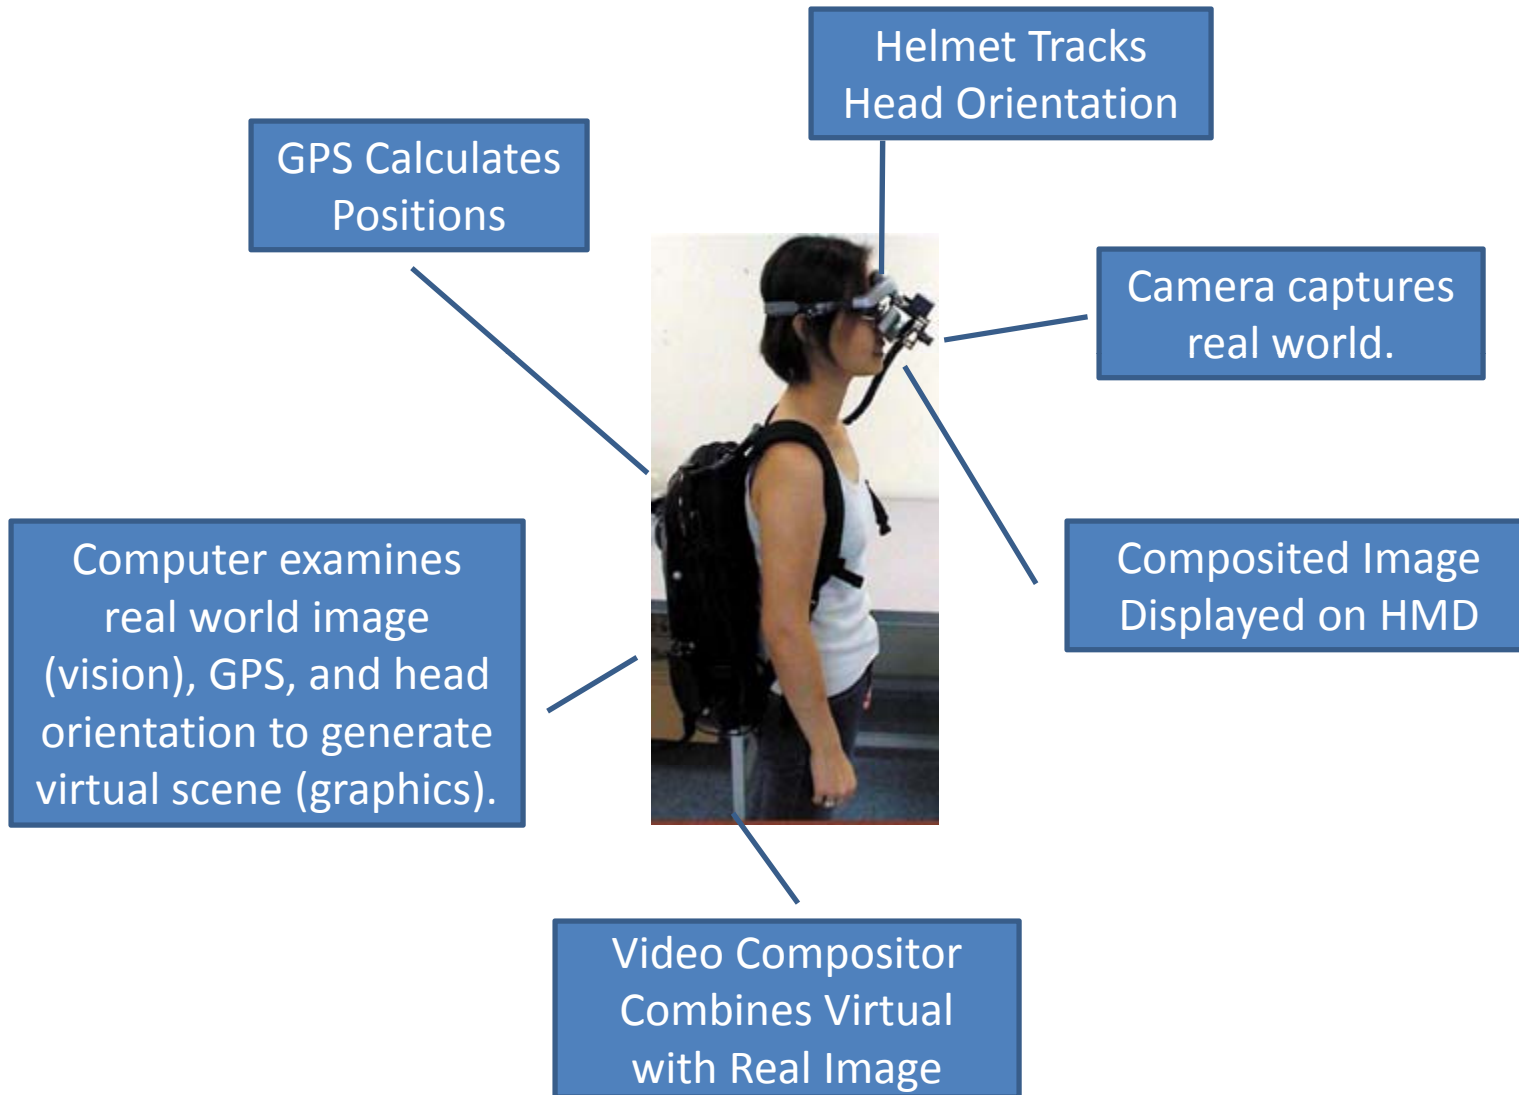 Helmet Tracks
Head Orientation
GPS Calculates
Positions
Camera captures
real world.
Computer examines
real world image
(vision), GPS, and head
orientation to generate
virtual scene (graphics).
Composited Image
Displayed on HMD
Video Compositor
Combines Virtual
with Real Image